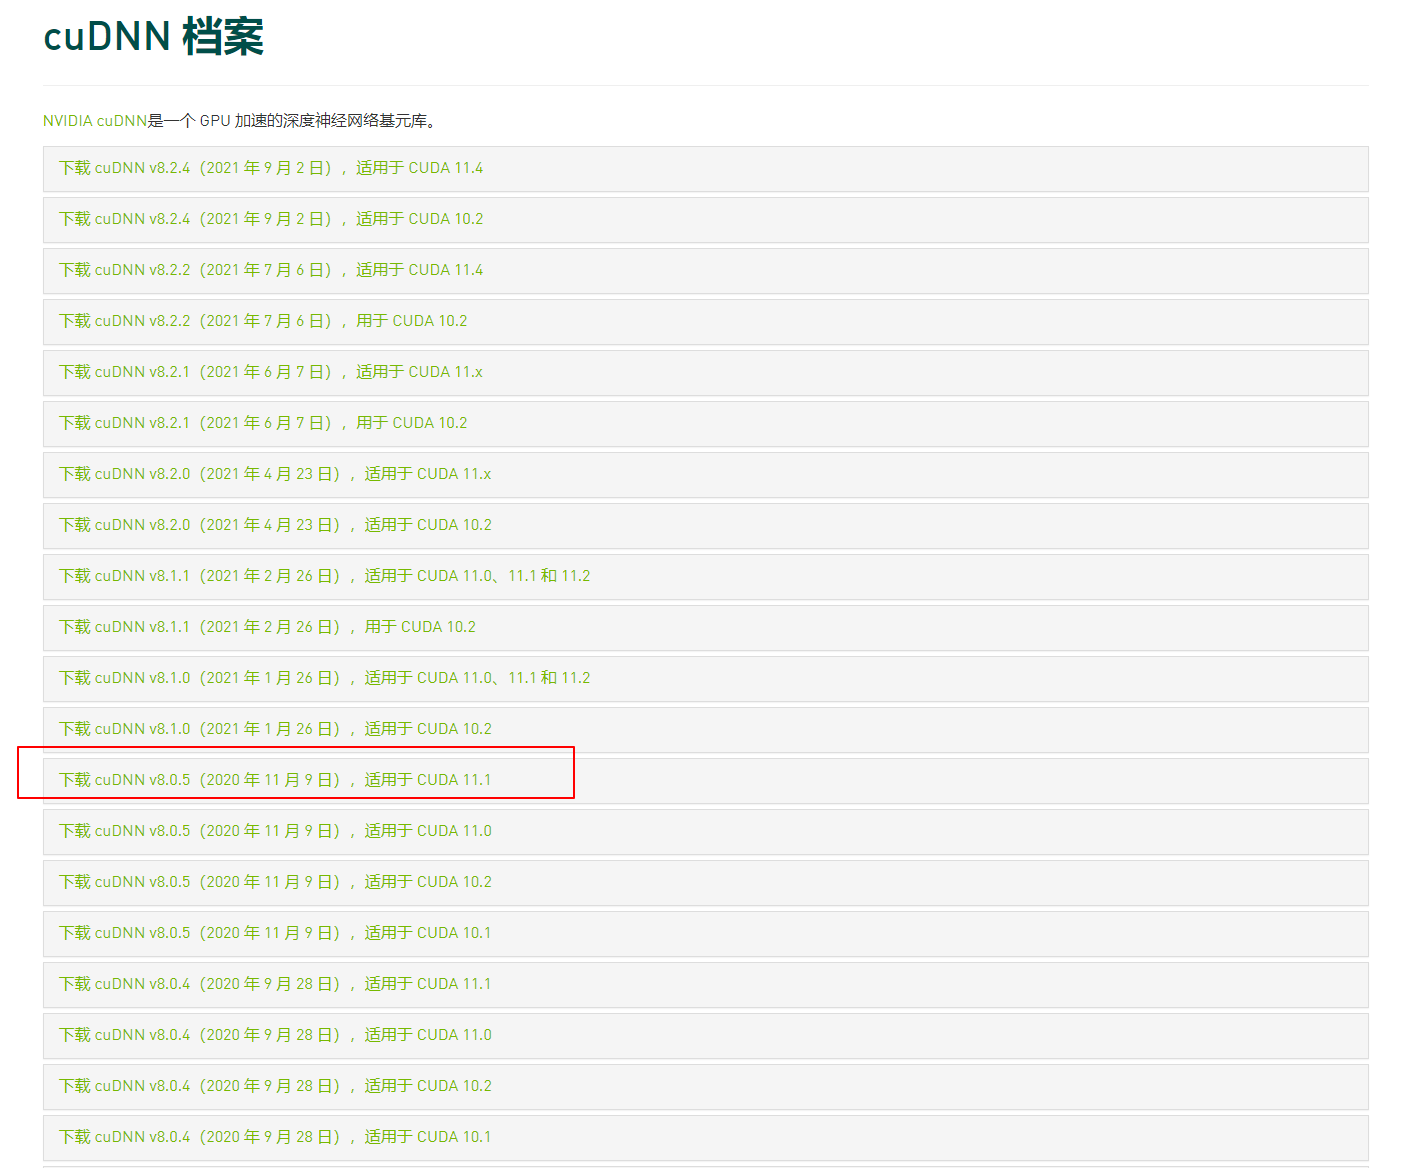 cuDNN 档案
NVIDIA cuDNN是一个 GPU 加速的深度神经网络基元库。
下载 cuDNN v8.2.4（2021 年 9 月 2 日），适用于 CUDA 11.4
下载 cuDNN v8.2.4（2021 年 9 月 2 日），适用于 CUDA 10.2
下载 cuDNN v8.2.2（2021 年 7 月 6 日），适用于 CUDA 11.4
下载 cuDNN v8.2.2（2021 年 7 月 6 日），用于 CUDA 10.2
下载 cuDNN v8.2.1（2021 年 6 月 7 日），适用于 CUDA 11.x
下载 cuDNN v8.2.1（2021 年 6 月 7 日），用于 CUDA 10.2
下载 cuDNN v8.2.0（2021 年 4 月 23 日），适用于 CUDA 11.x
下载 cuDNN v8.2.0（2021 年 4 月 23 日），适用于 CUDA 10.2
下载 cuDNN v8.1.1（2021 年 2 月 26 日），适用于 CUDA 11.0、11.1 和 11.2
下载 cuDNN v8.1.1（2021 年 2 月 26 日），用于 CUDA 10.2
下载 cuDNN v8.1.0（2021 年 1 月 26 日），适用于 CUDA 11.0、11.1 和 11.2
下载 cuDNN v8.1.0（2021 年 1 月 26 日），适用于 CUDA 10.2
下载 cuDNN v8.0.5（2020 年 11 月 9 日），适用于 CUDA 11.1
下载 cuDNN v8.0.5（2020 年 11 月 9 日），适用于 CUDA 11.0
下载 cuDNN v8.0.5（2020 年 11 月 9 日），适用于 CUDA 10.2
下载 cuDNN v8.0.5（2020 年 11 月 9 日），适用于 CUDA 10.1
下载 cuDNN v8.0.4（2020 年 9 月 28 日），适用于 CUDA 11.1
下载 cuDNN v8.0.4（2020 年 9 月 28 日），适用于 CUDA 11.0
下载 cuDNN v8.0.4（2020 年 9 月 28 日），适用于 CUDA 10.2
下载 cuDNN v8.0.4（2020 年 9 月 28 日），适用于 CUDA 10.1